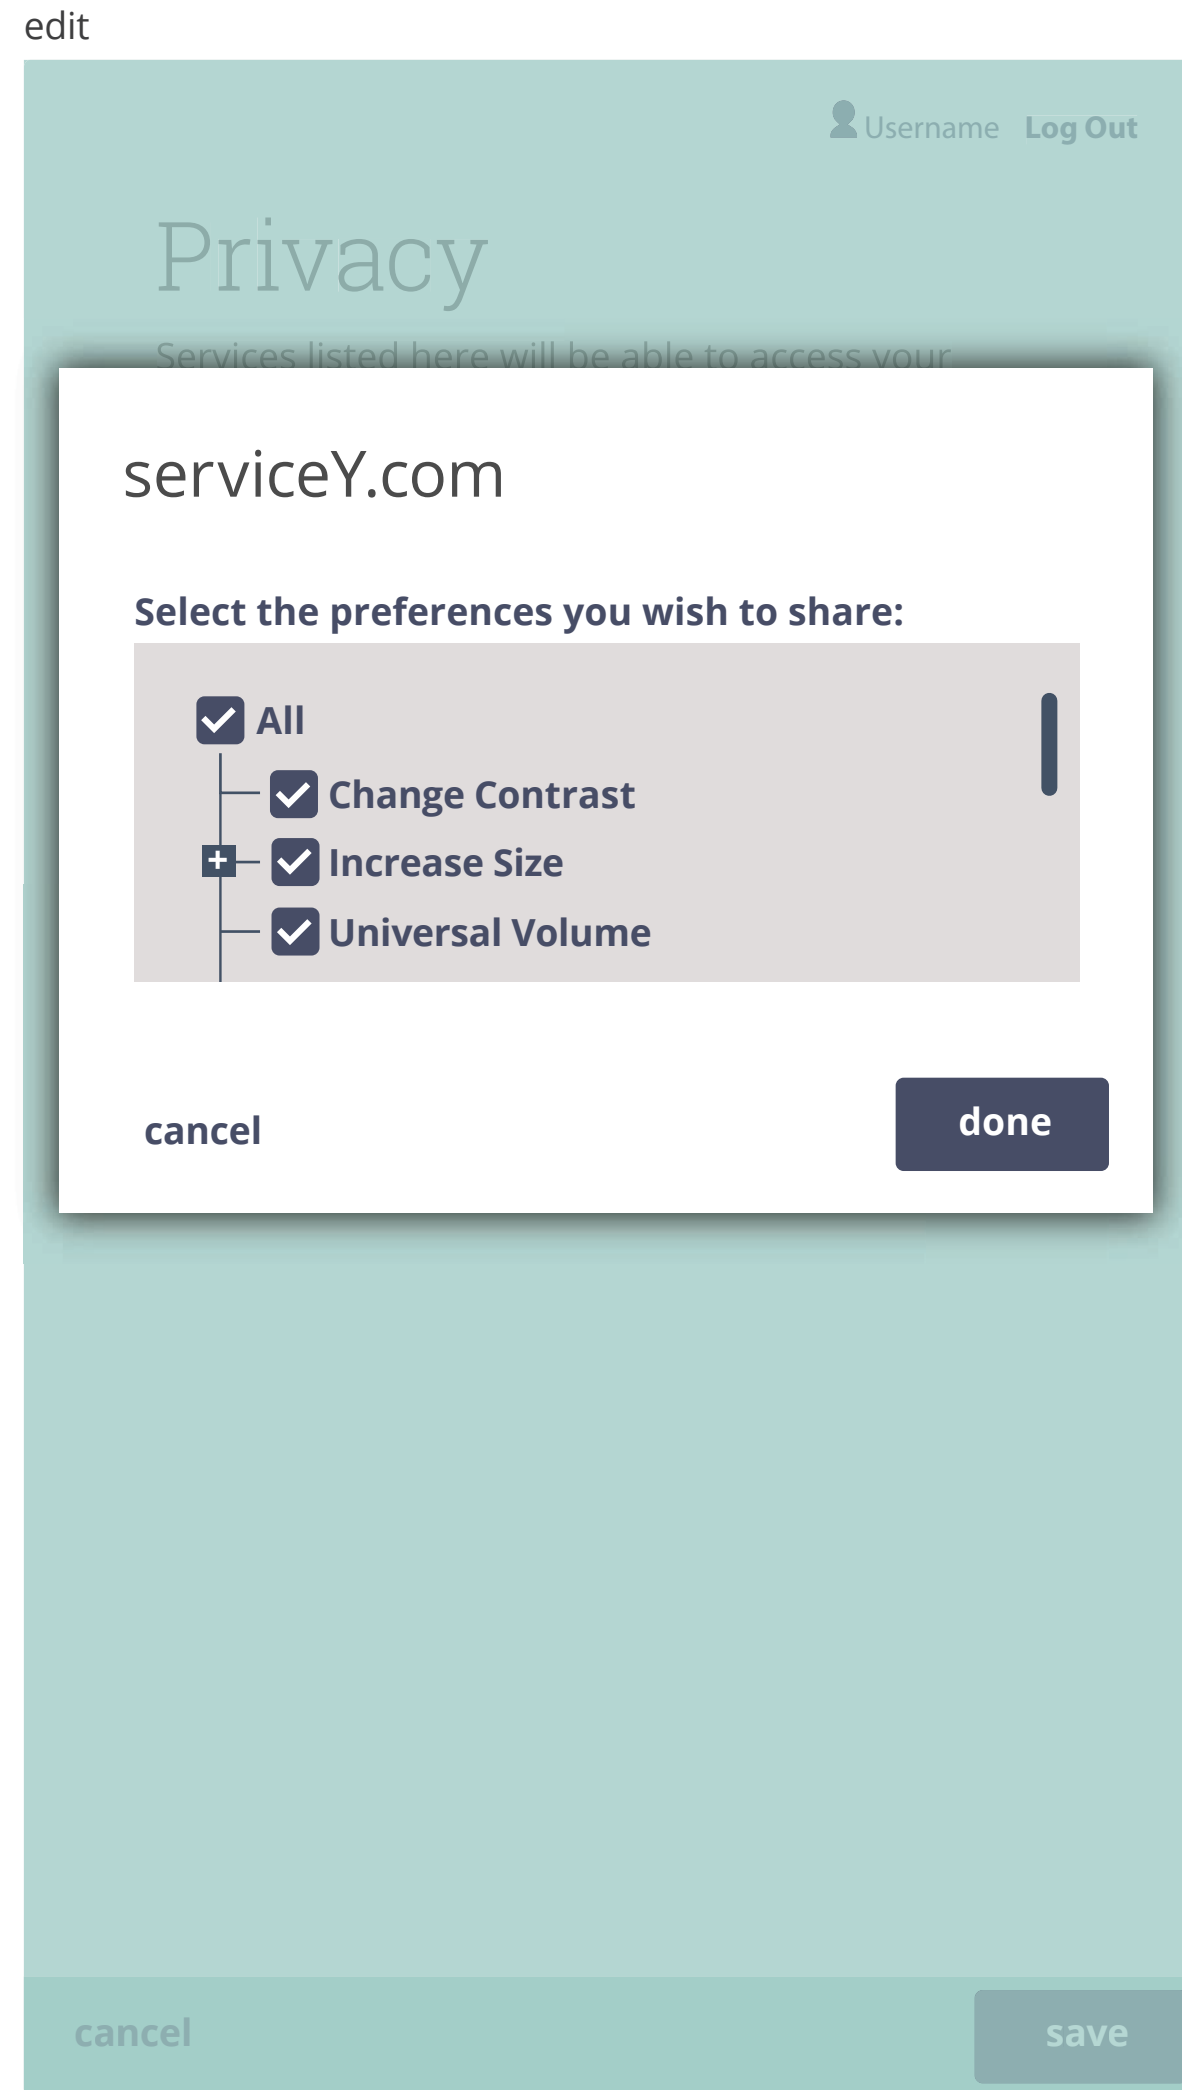 edit
Username Log Out
Privacy
Services listed here will be able to access your
serviceY.com
Select the preferences you wish to share:
All
Change Contrast
Increase Size
Universal Volume
cancel done
cancel save